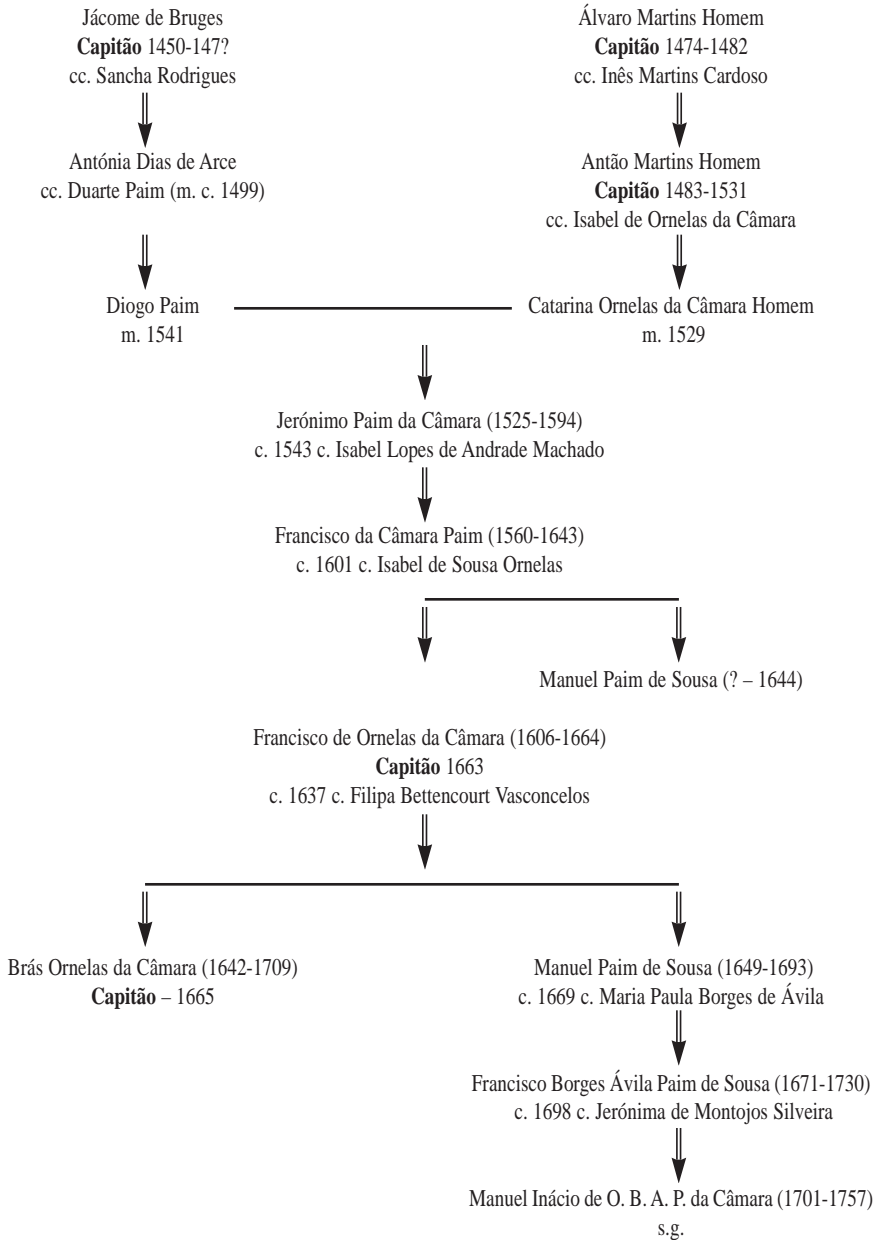 Jácome de Bruges
Capitão 1450-147?
cc. Sancha Rodrigues
Álvaro Martins Homem
Capitão 1474-1482
cc. Inês Martins Cardoso
Antónia Dias de Arce
cc. Duarte Paim (m. c. 1499)
Antão Martins Homem
Capitão 1483-1531
cc. Isabel de Ornelas da Câmara
Diogo Paim
m. 1541
Catarina Ornelas da Câmara Homem
m. 1529
Jerónimo Paim da Câmara (1525-1594)
c. 1543 c. Isabel Lopes de Andrade Machado
Francisco da Câmara Paim (1560-1643)
c. 1601 c. Isabel de Sousa Ornelas
Manuel Paim de Sousa (? – 1644)
Francisco de Ornelas da Câmara (1606-1664)
Capitão 1663
c. 1637 c. Filipa Bettencourt Vasconcelos
Brás Ornelas da Câmara (1642-1709)
Capitão – 1665
Manuel Paim de Sousa (1649-1693)
c. 1669 c. Maria Paula Borges de Ávila
Francisco Borges Ávila Paim de Sousa (1671-1730)
c. 1698 c. Jerónima de Montojos Silveira
Manuel Inácio de O. B. A. P. da Câmara (1701-1757)
s.g.